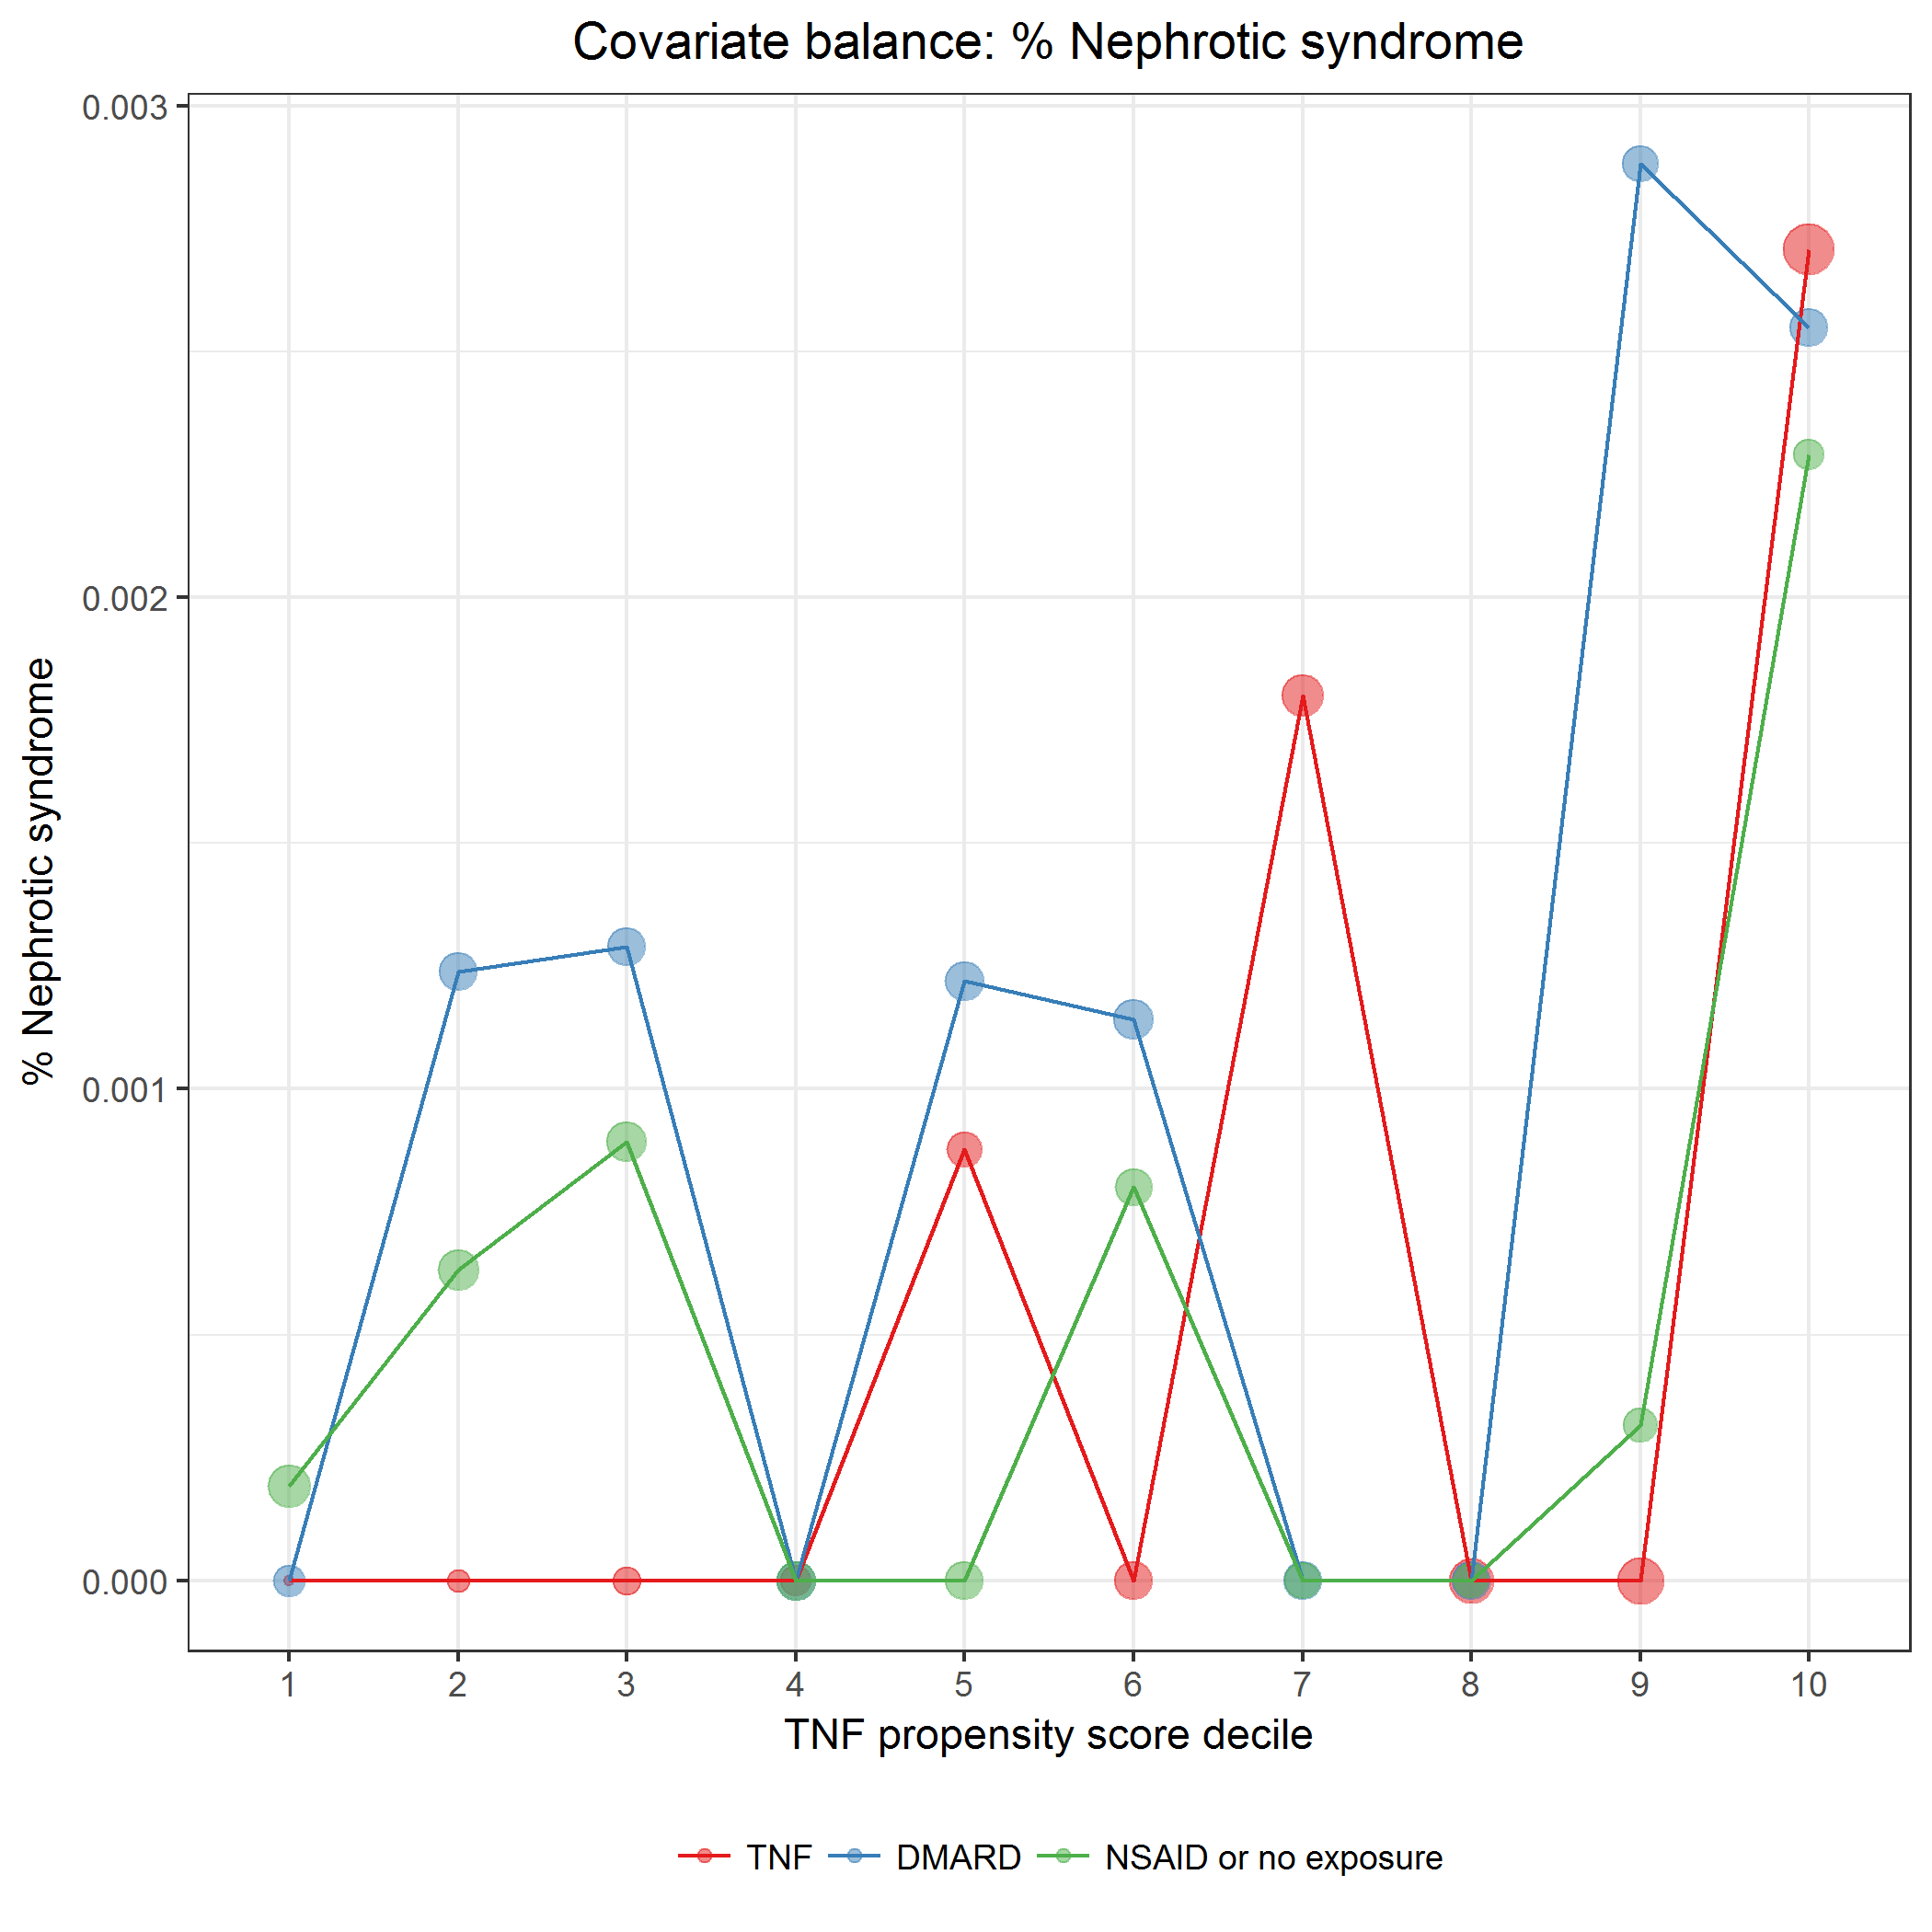 Covariate balance: % Nephrotic syndrome
% Nephrotic syndrome
0.003
0.002
0.001
0.000
1 2 3 4 5 6 7 8 9 10
TNF propensity score decile
TNF DMARD NSAID or no exposure